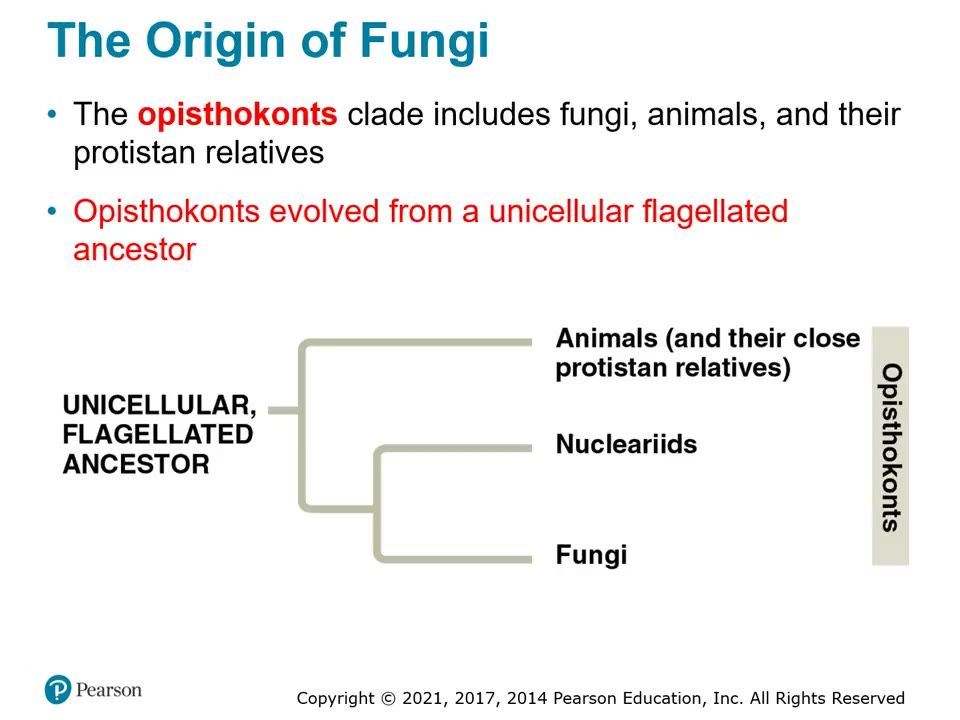 The Origin of Fungi
• The opisthokonts clade includes fungi, animals, and their
protistan relatives
• Opisthokonts evolved from a unicellular flagellated
ancestor
Animals (and their close
protistan relatives)
UNICELLULAR,
FLAGELLATED
ANCESTOR
Nucleariids
Fungi
Opisthokonts
P Pearson
Copyright © 2021, 2017, 2014 Pearson Education, Inc. All Rights Reserved